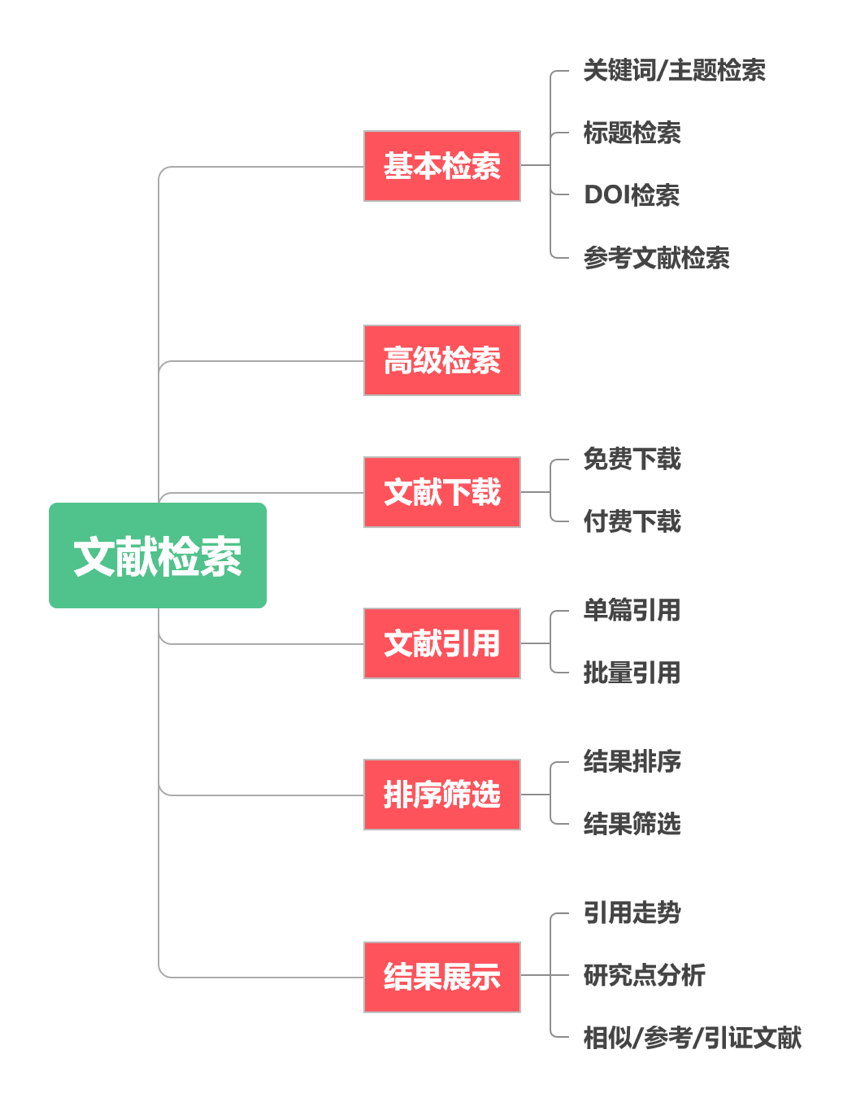 文献检索
基本检索
关键词/主题检索
标题检索
DOI检索
参考文献检索
高级检索
文献下载
免费下载
付费下载
文献引用
单篇引用
批量引用
排序筛选
结果排序
结果筛选
结果展示
引用走势
研究点分析
相似/参考/引证文献